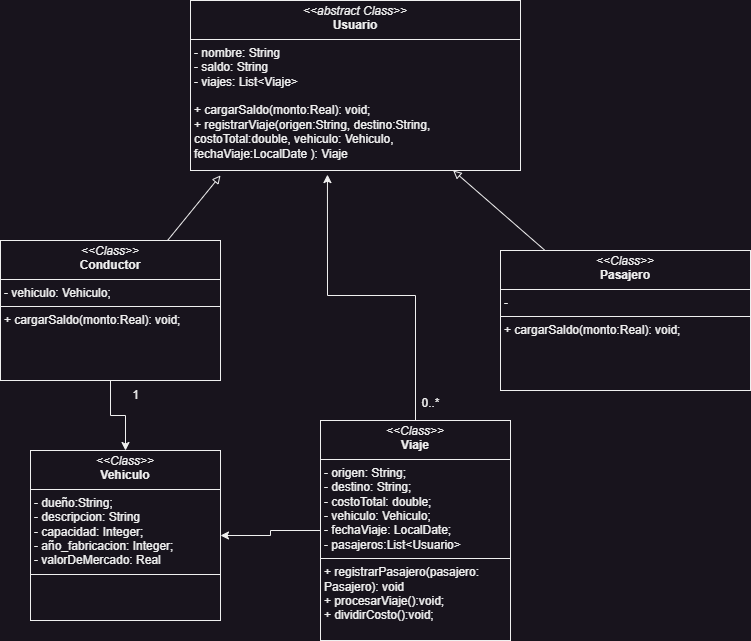 <<abstract Class>>
Usuario
- nombre: String
- saldo: String
- viajes: List<Viaje>
+ cargarSaldo(monto:Real): void;
+ registrarViaje(origen:String, destino:String,
costoTotal:double, vehiculo: Vehiculo,
fechaViaje:LocalDate ): Viaje
<<Class>>
Conductor
- vehiculo: Vehiculo;
+ cargarSaldo(monto:Real): void;
<<Class>>
Pasajero
-
+ cargarSaldo(monto:Real): void;
1
0..*
<<Class>>
Vehiculo
- dueño:String;
- descripcion: String
- capacidad: Integer;
- año_fabricacion: Integer;
- valorDeMercado: Real
<<Class>>
Viaje
- origen: String;
- destino: String;
- costoTotal: double;
- vehiculo: Vehiculo;
- fechaViaje: LocalDate;
- pasajeros:List<Usuario>
+ registrarPasajero(pasajero:
Pasajero): void
+ procesarViaje():void;
+ dividirCosto():void;